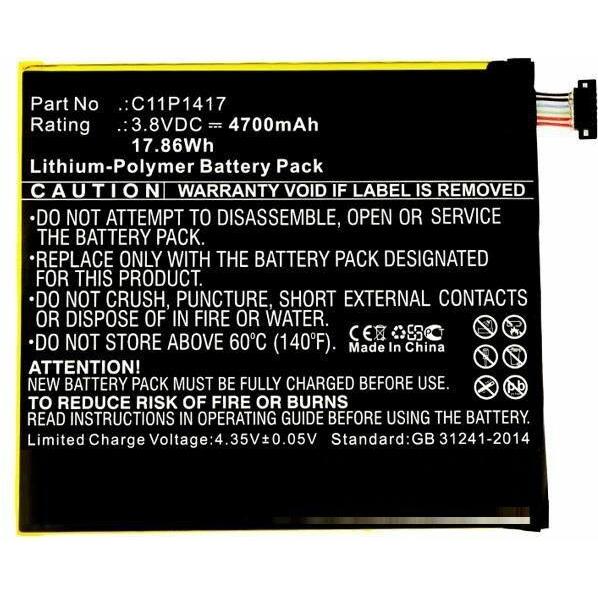 Part No .:C11P1417
Rating .:3.8VDC ⎓ 4700mAh
17.86Wh
Lithium-Polymer Battery Pack
CAUTION WARRANTY VOID IF LABEL IS REMOVED
•DO NOT ATTEMPT TO DISASSEMBLE, OPEN OR SERVICE
THE BATTERY PACK.
•REPLACE ONLY WITH THE BATTERY PACK DESIGNATED
FOR THIS PRODUCT.
•DO NOT CRUSH, PUNCTURE, SHORT EXTERNAL CONTACTS
OR DISPOSE OF IN FIRE OR WATER.
•DO NOT STORE ABOVE 60°C (140°F).
Made In China
ATTENTION!
NEW BATTERY PACK MUST BE FULLY CHARGED BEFORE USE.
TO REDUCE RISK OF FIRE OR BURNS
READ INSTRUCTIONS IN OPERATING GUIDE BEFORE USING THE BATTERY.
Limited Charge Voltage:4.35V±0.05V Standard:GB 31241-2014